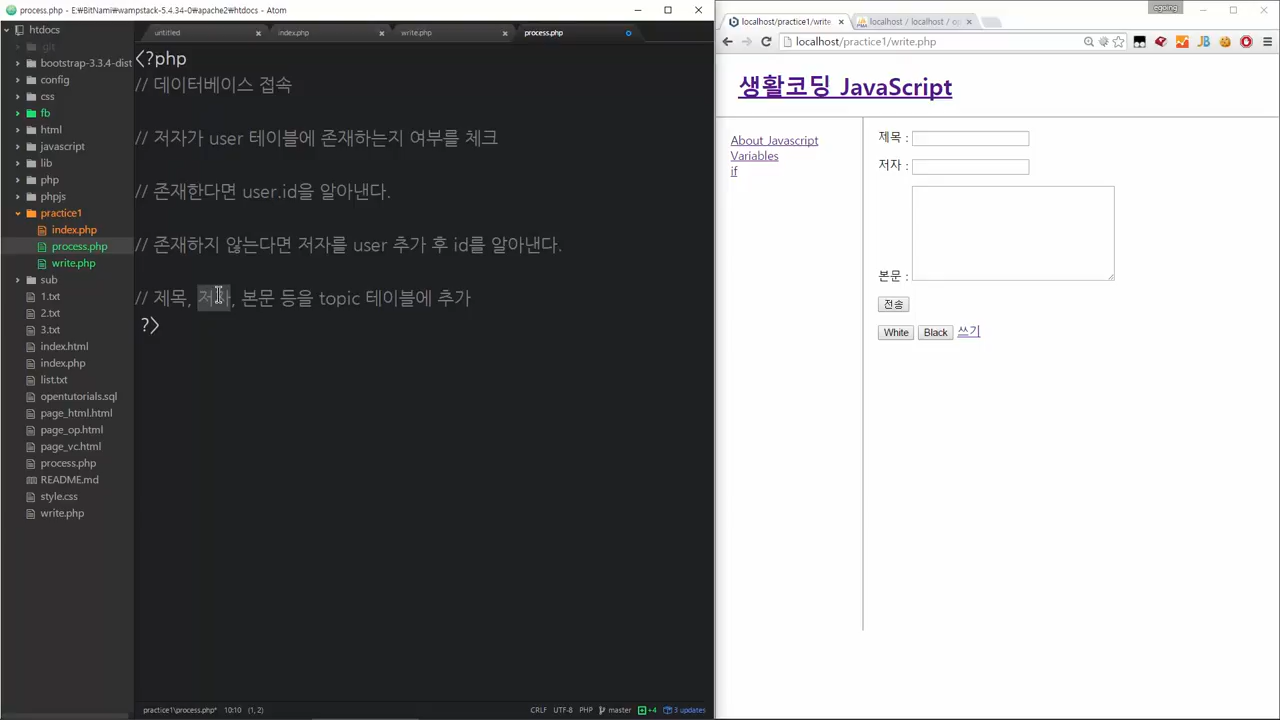 process.php - E:₩BitNami₩wampstack-5.4.34-0₩apache2₩htdocs - Atom
htdocs
.git
bootstrap-3.3.4-dist
config
css
fb
html
javascript
lib
php
phpjs
practice1
index.php
process.php
write.php
sub
1.txt
2.txt
3.txt
index.html
index.php
list.txt
opentutorials.sql
page_html.html
page_op.html
page_vc.html
process.php
README.md
style.css
write.php
untitled
index.php
write.php
process.php
<?php
// 데이터베이스 접속
// 저자가 user 테이블에 존재하는지 여부를 체크
// 존재한다면 user.id을 알아낸다.
// 존재하지 않는다면 저자를 user 추가 후 id를 알아낸다.
// 제목, 저자, 본문 등을 topic 테이블에 추가
?>
practice1₩process.php* 10:10 (1, 2) CRLF UTF-8 PHP master +4 3 updates
egoing
localhost/practice1/write
localhost / localhost / op
localhost/practice1/write.php
생활코딩 JavaScript
About Javascript
Variables
if
제목 :
저자 :
본문 :
전송
White Black 쓰기